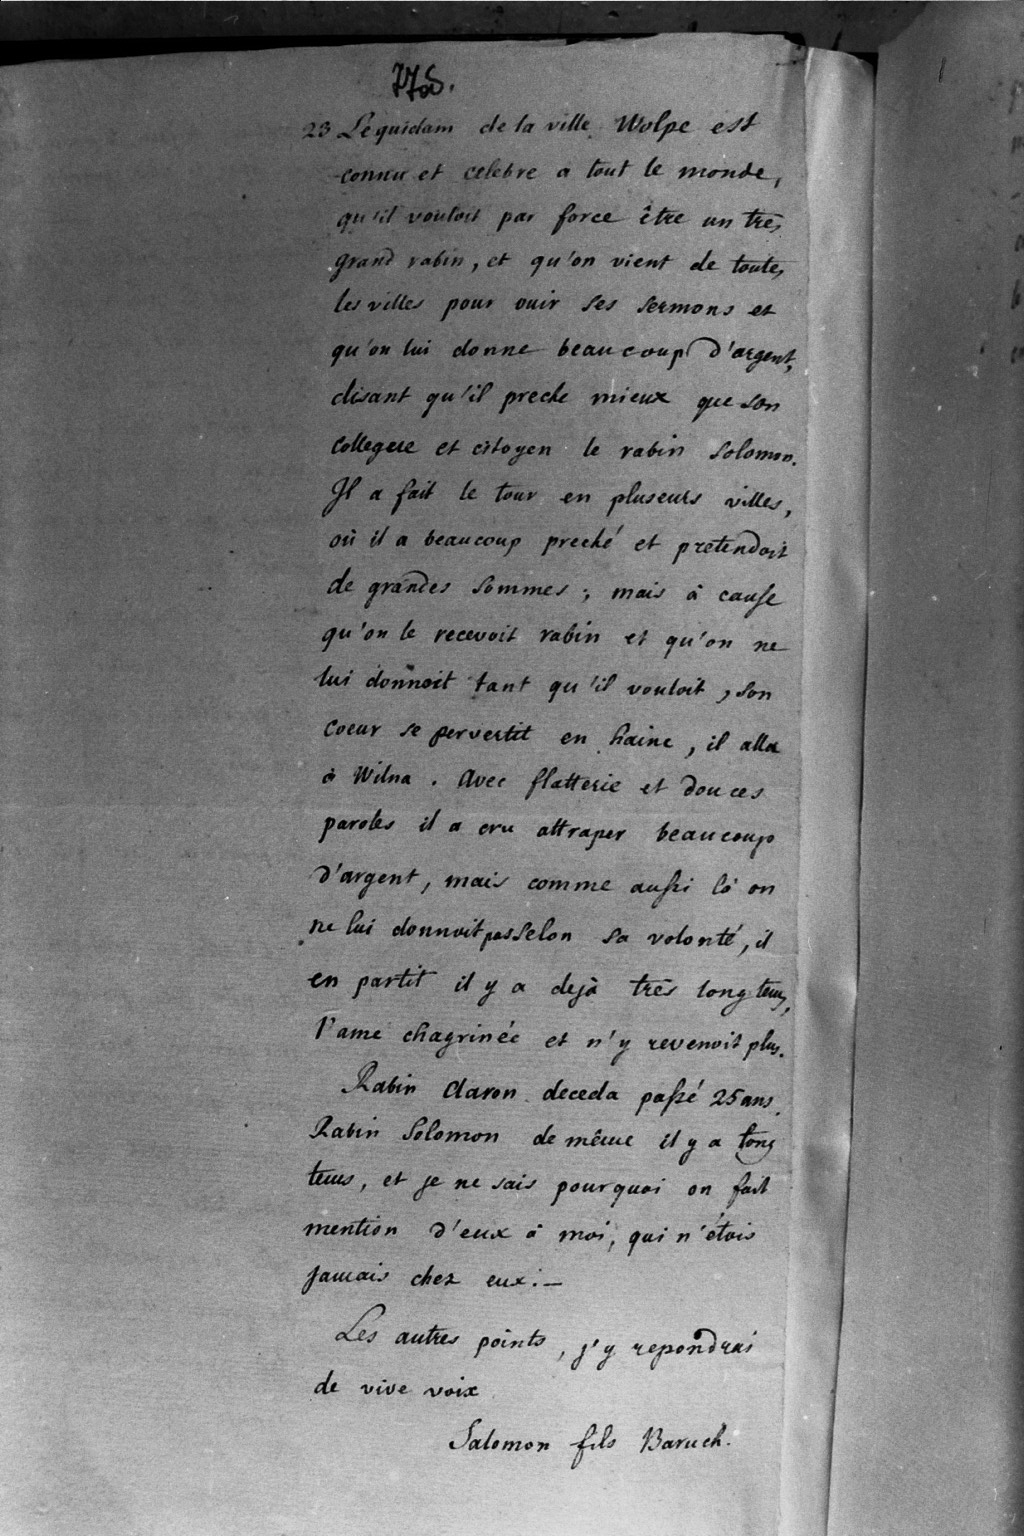 23 Le quidam de la ville Wolpe est
connu et celebre a tout le monde,
qu'il vouloit par force être un tres
grand rabin, et qu'on vient de toutes
les villes pour ouir ses sermons et
qu'on lui donne beaucoup d'argent,
disant qu'il preche mieux que son
collegue et citoyen le rabin Solomon.
Il a fait le tour en pluseurs villes,
où il a beaucoup preché et pretendoit
de grandes sommes; mais à cause
qu'on le recevoit rabin et qu'on ne
lui donnoit tant qu'il vouloit, son
coeur se pervertit en haine, il alla
à Wilna. Avec flatterie et douces
paroles il a cru attraper beaucoup
d'argent, mais comme aussi là on
ne lui donnoit pas selon sa volonté, il
en partit il y a dejà très long tems,
l'ame chagrinée et n'y revenoit plus.
Rabin Aaron deceda passé 25 ans.
Rabin Solomon de même il y a long
tems, et je ne sais pourquoi on fait
mention d'eux à moi, qui n'étois
jamais chez eux.—
Les autres points, j'y repondrai
de vive voix
Salomon fils Baruch.